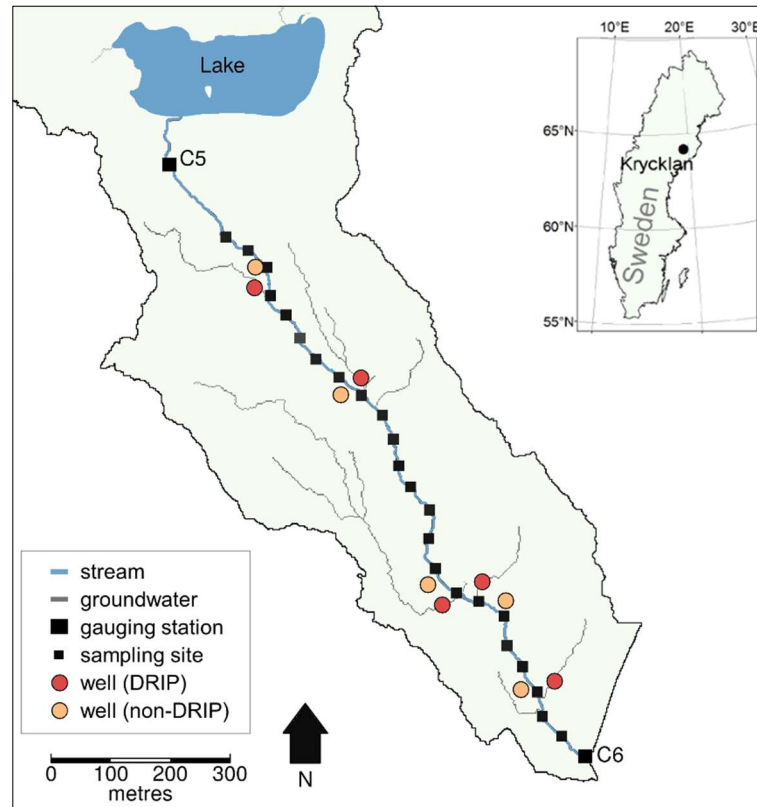 Lake
C5
10°E 20°E 30°E
65°N
Krycklan
60°N
Sweden
55°N
stream
groundwater
gauging station
sampling site
well (DRIP)
well (non-DRIP)
0 100 200 300
metres
N
C6